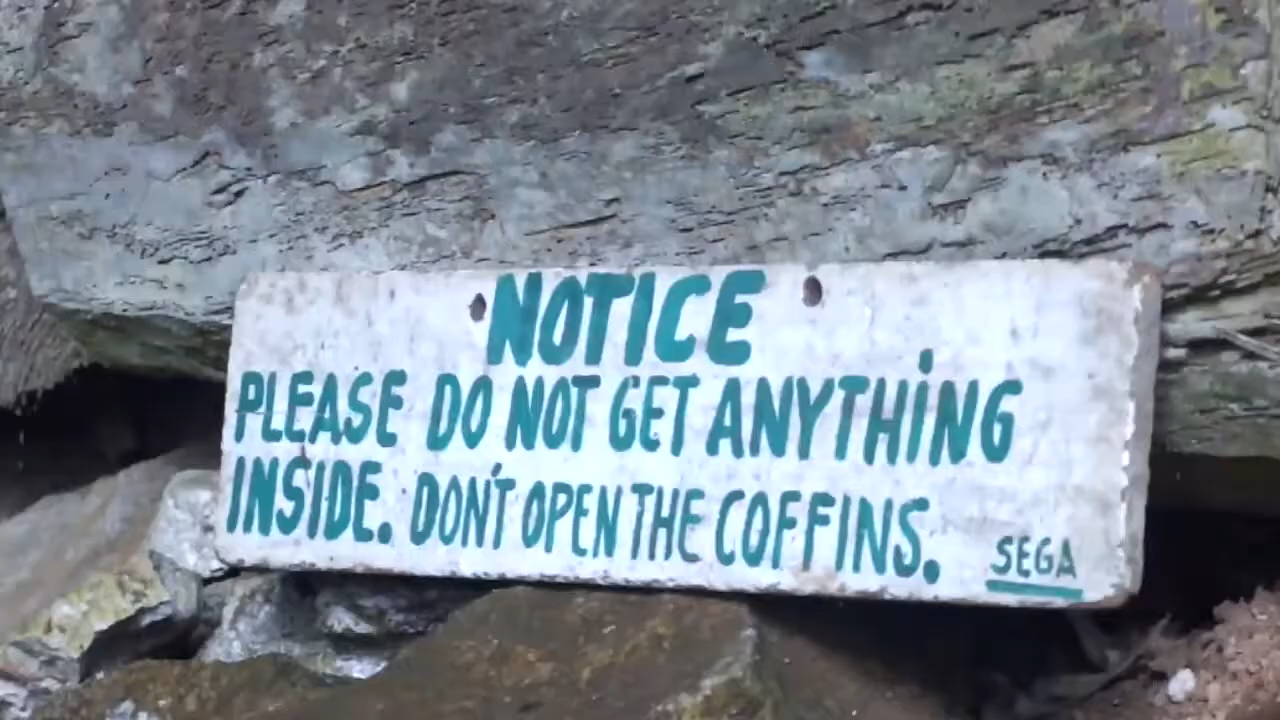 NOTICE
PLEASE DO NOT GET ANYTHING
INSIDE. DON'T OPEN THE COFFINS.
SEGA